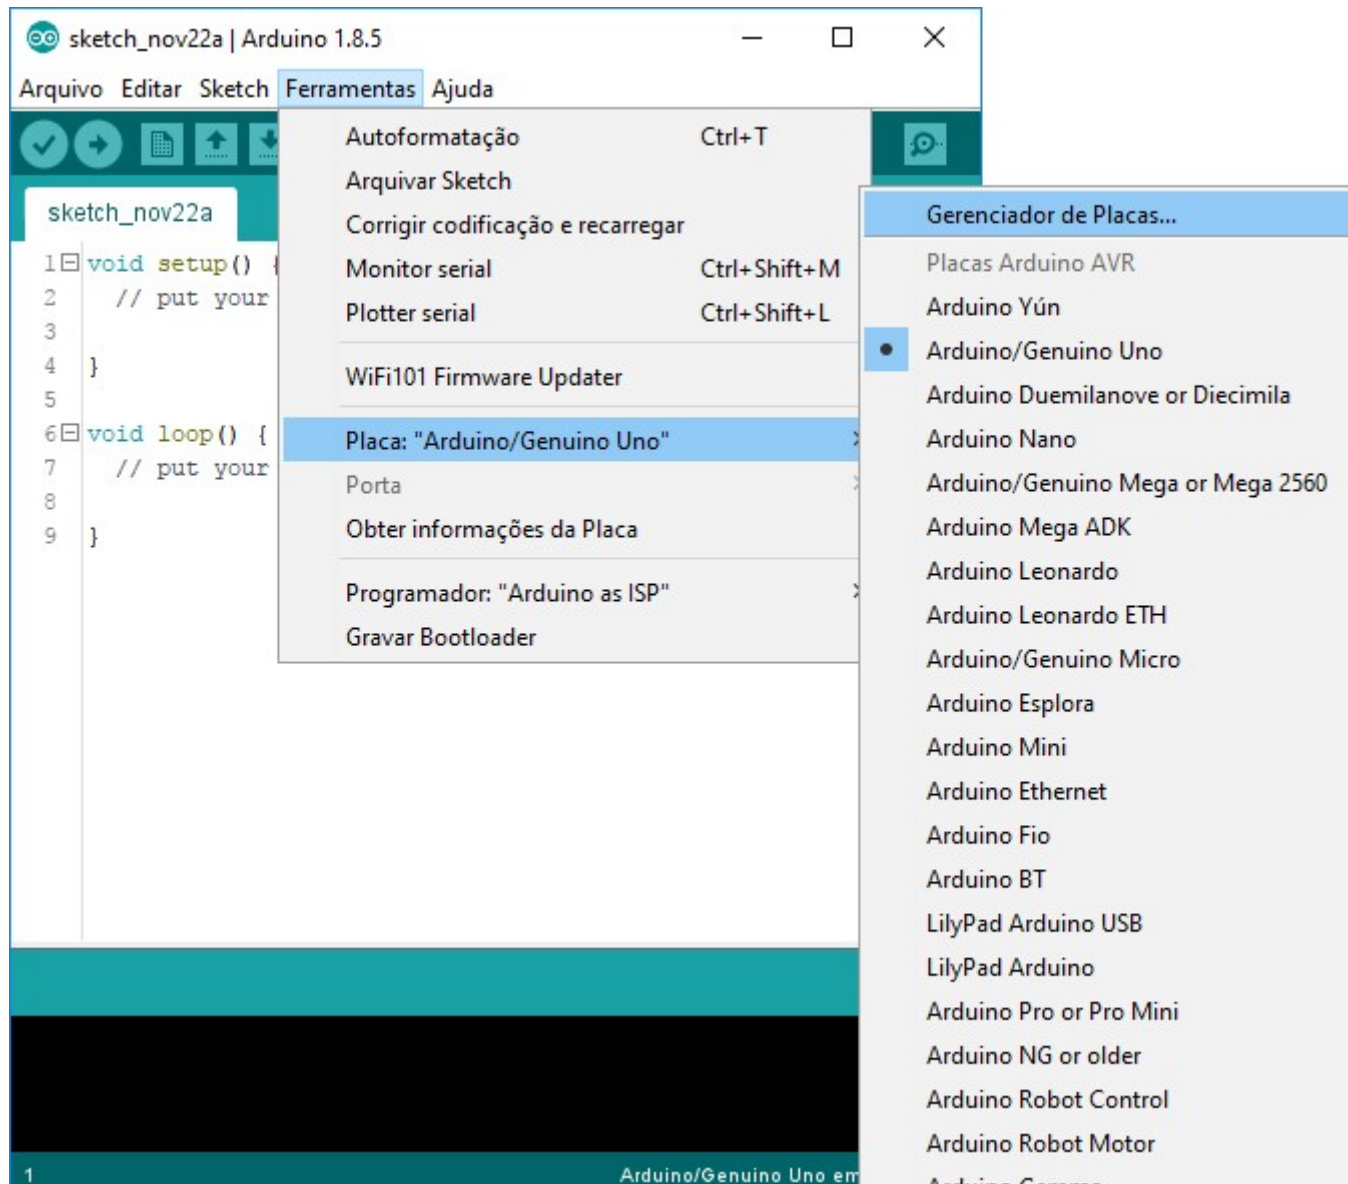 sketch_nov22a | Arduino 1.8.5
Arquivo Editar Sketch Ferramentas Ajuda
sketch_nov22a
1 void setup() {
2 // put your
3
4 }
5
6 void loop() {
7 // put your
8
9 }
Autoformatação Ctrl+T
Arquivar Sketch
Corrigir codificação e recarregar
Monitor serial Ctrl+Shift+M
Plotter serial Ctrl+Shift+L
WiFi101 Firmware Updater
Placa: "Arduino/Genuino Uno"
Porta
Obter informações da Placa
Programador: "Arduino as ISP"
Gravar Bootloader
Gerenciador de Placas...
Placas Arduino AVR
Arduino Yún
Arduino/Genuino Uno
Arduino Duemilanove or Diecimila
Arduino Nano
Arduino/Genuino Mega or Mega 2560
Arduino Mega ADK
Arduino Leonardo
Arduino Leonardo ETH
Arduino/Genuino Micro
Arduino Esplora
Arduino Mini
Arduino Ethernet
Arduino Fio
Arduino BT
LilyPad Arduino USB
LilyPad Arduino
Arduino Pro or Pro Mini
Arduino NG or older
Arduino Robot Control
Arduino Robot Motor
Arduino Gemma
1 Arduino/Genuino Uno em